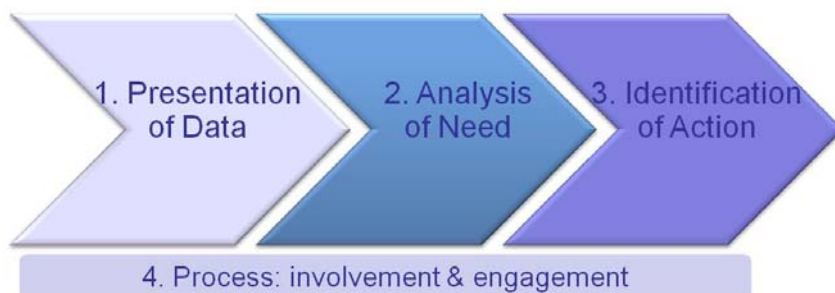 1. Presentation
of Data
2. Analysis
of Need
3. Identification
of Action
4. Process: involvement & engagement